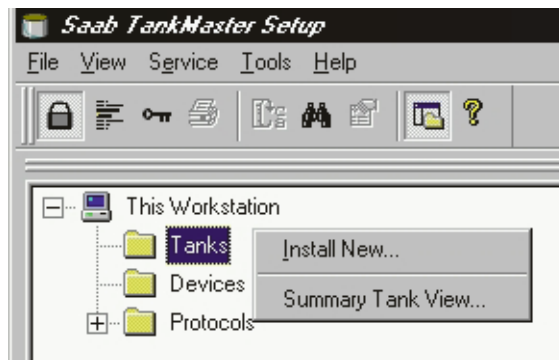 Saab TankMaster Setup
File View Service Tools Help
This Workstation
Tanks
Install New...
Devices
Summary Tank View...
Protocols